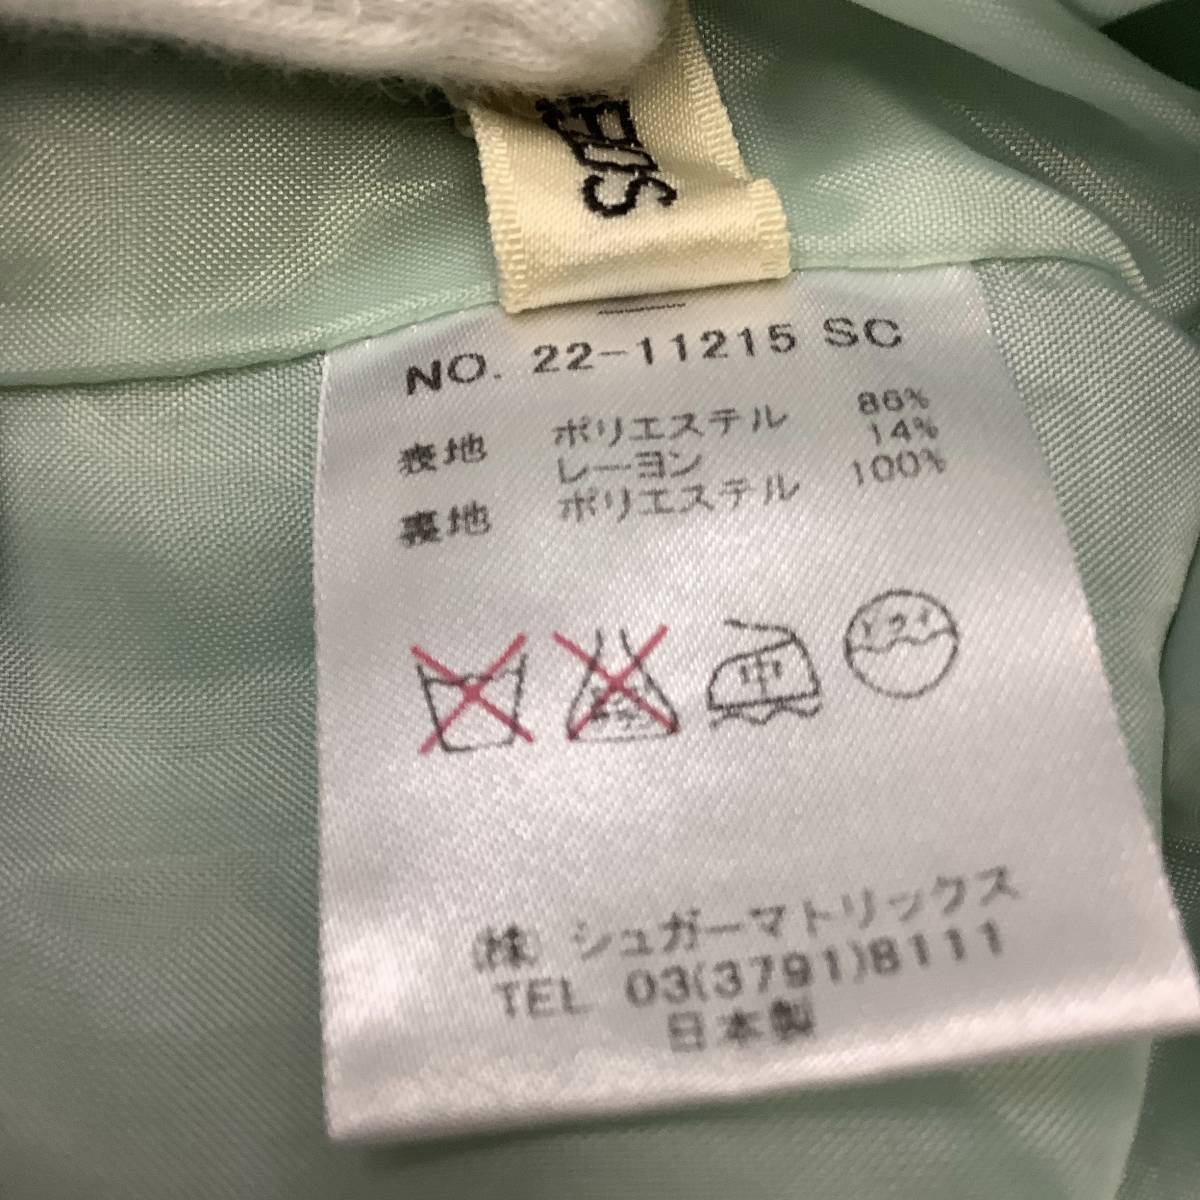 NO. 22-11215 SC
表地 ポリエステル 86%
レーヨン 14%
裏地 ポリエステル 100%
中
ドライ
(株) シュガーマトリックス
TEL 03(3791)8111
日本製